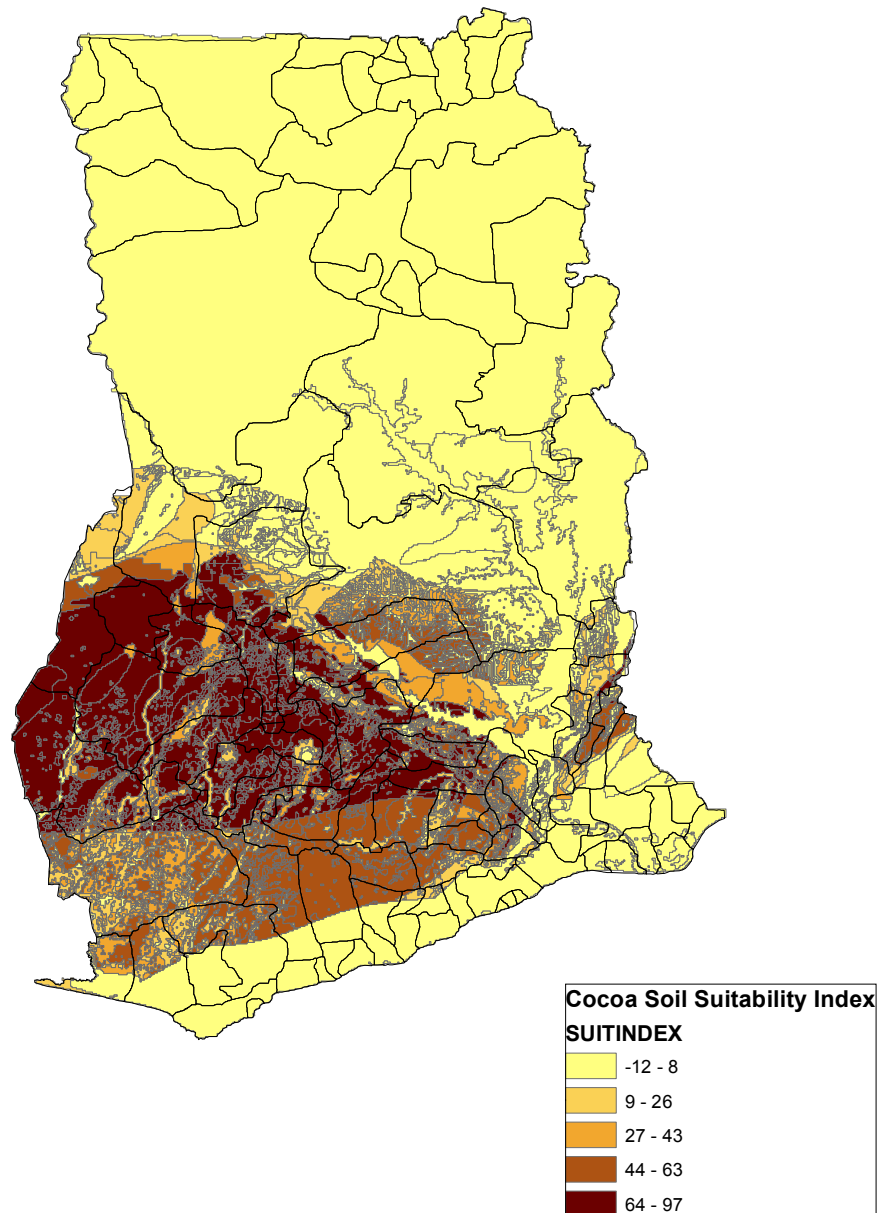 Cocoa Soil Suitability Index
SUITINDEX
-12 - 8
9 - 26
27 - 43
44 - 63
64 - 97